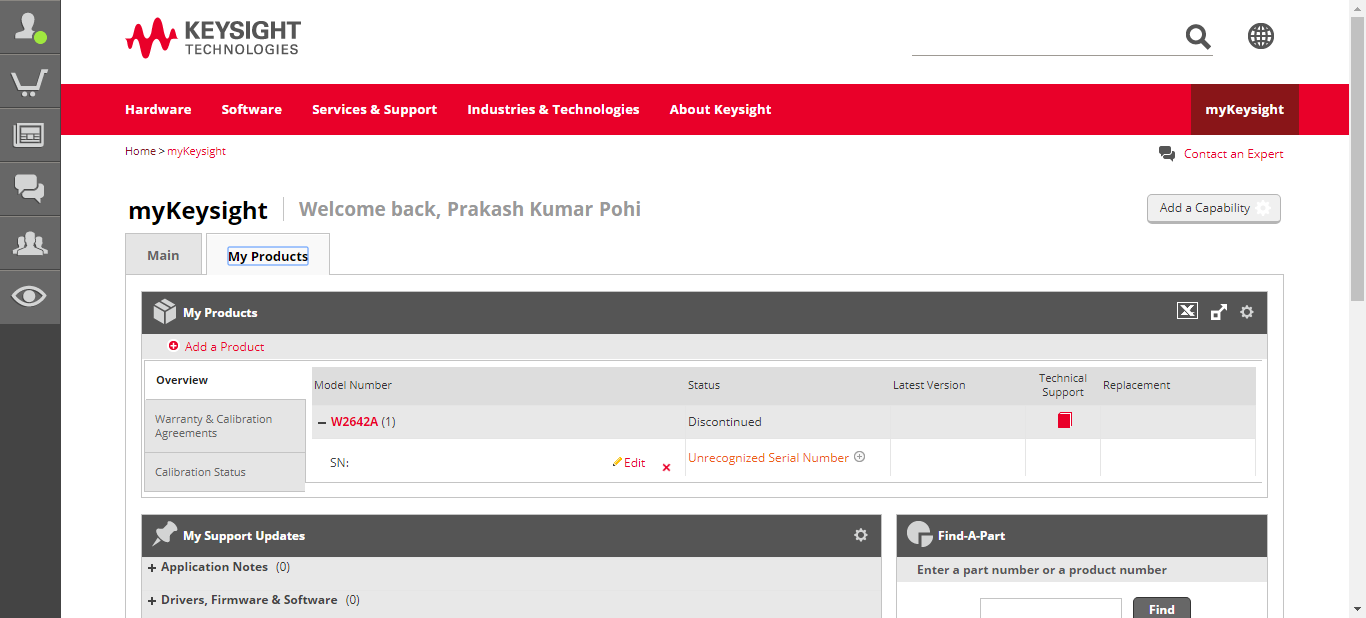 KEYSIGHT
TECHNOLOGIES
Hardware Software Services & Support Industries & Technologies About Keysight myKeysight
Home > myKeysight
Contact an Expert
myKeysight Welcome back, Prakash Kumar Pohi
Add a Capability
Main My Products
My Products
Add a Product
Overview
Warranty & Calibration
Agreements
Calibration Status
Model Number Status Latest Version Technical Support Replacement
W2642A (1) Discontinued
SN: Edit Unrecognized Serial Number
My Support Updates
Application Notes (0)
Drivers, Firmware & Software (0)
Find-A-Part
Enter a part number or a product number
Find